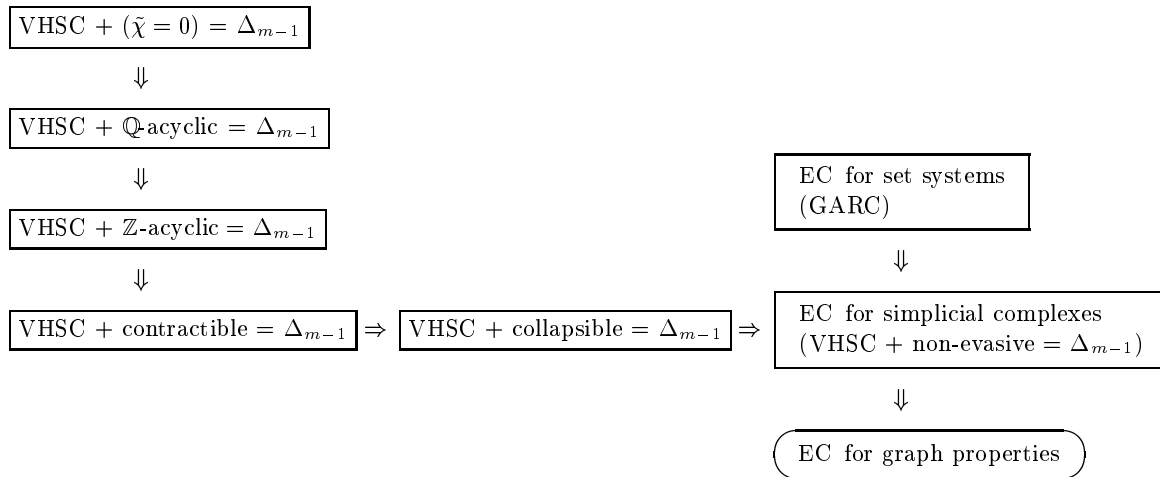 VHSC + (χ̃ = 0) = Δ_{m−1}
⇓
VHSC + ℚ-acyclic = Δ_{m−1}
⇓
VHSC + ℤ-acyclic = Δ_{m−1}
⇓
VHSC + contractible = Δ_{m−1} ⇒ VHSC + collapsible = Δ_{m−1} ⇒
EC for set systems
(GARC)
⇓
EC for simplicial complexes
(VHSC + non-evasive = Δ_{m−1})
⇓
EC for graph properties